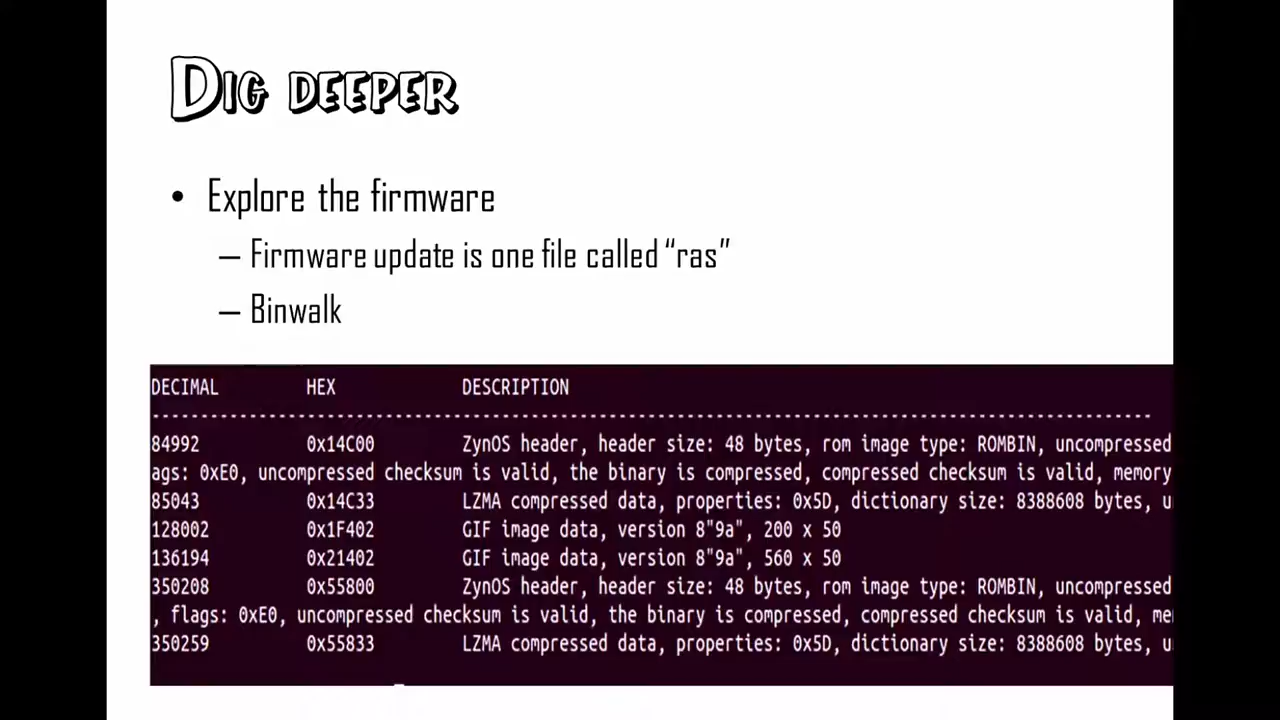 Dig deeper
• Explore the firmware
– Firmware update is one file called “ras”
– Binwalk
DECIMAL HEX DESCRIPTION
--------------------------------------------------------------------------------------------------------------------
84992 0x14C00 ZynOS header, header size: 48 bytes, rom image type: ROMBIN, uncompressed
ags: 0xE0, uncompressed checksum is valid, the binary is compressed, compressed checksum is valid, memory
85043 0x14C33 LZMA compressed data, properties: 0x5D, dictionary size: 8388608 bytes, u
128002 0x1F402 GIF image data, version 8"9a", 200 x 50
136194 0x21402 GIF image data, version 8"9a", 560 x 50
350208 0x55800 ZynOS header, header size: 48 bytes, rom image type: ROMBIN, uncompressed
, flags: 0xE0, uncompressed checksum is valid, the binary is compressed, compressed checksum is valid, me
350259 0x55833 LZMA compressed data, properties: 0x5D, dictionary size: 8388608 bytes, u